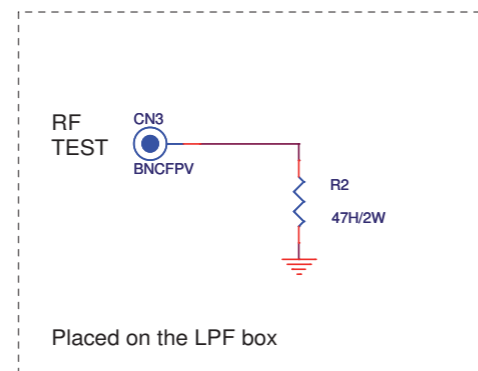 RF
TEST
CN3
BNCFPV
R2
47H/2W
Placed on the LPF box